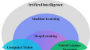 Artificial Intelligence
Machine Learning
Deep Learning
Computer Vision